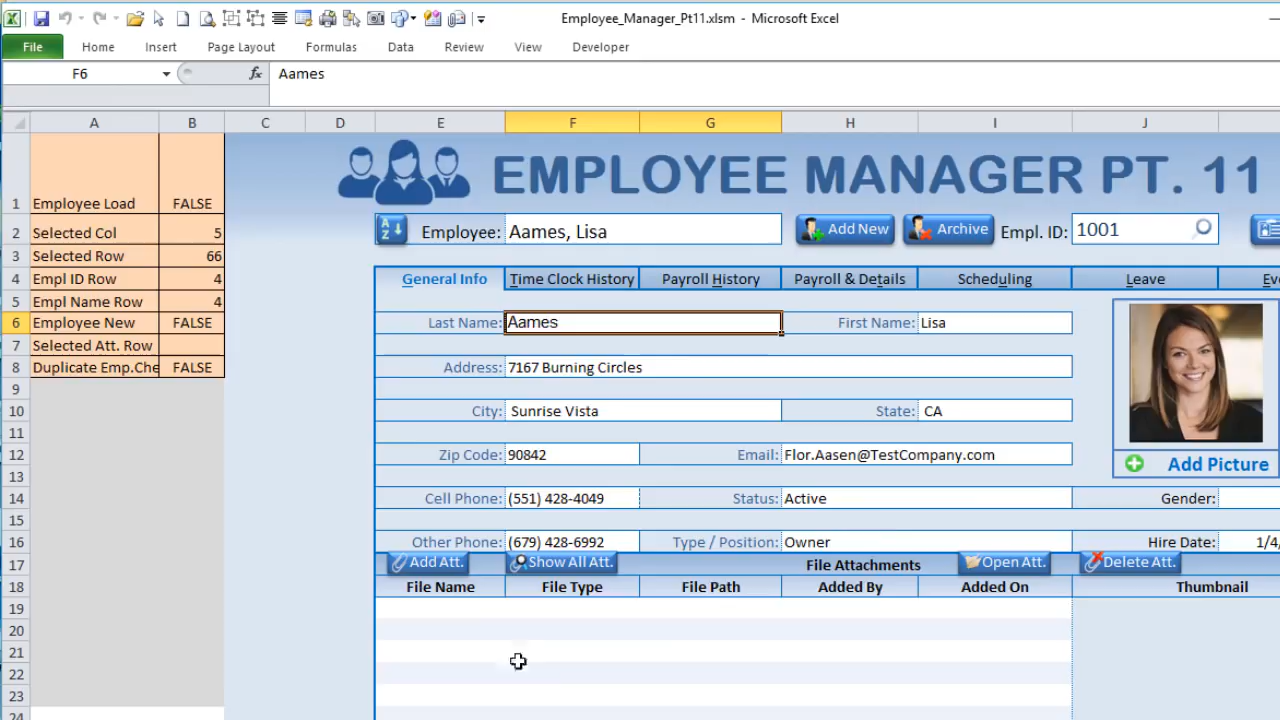 Employee_Manager_Pt11.xlsm - Microsoft Excel
File Home Insert Page Layout Formulas Data Review View Developer
F6 fx Aames
A B C D E F G H I J
EMPLOYEE MANAGER PT. 11
1 Employee Load FALSE
2 Selected Col 5 Employee: Aames, Lisa Add New Archive Empl. ID: 1001
3 Selected Row 66
4 Empl ID Row 4 General Info Time Clock History Payroll History Payroll & Details Scheduling Leave Eve
5 Empl Name Row 4
6 Employee New FALSE Last Name: Aames First Name: Lisa
7 Selected Att. Row
8 Duplicate Emp.Che FALSE Address: 7167 Burning Circles
9
10 City: Sunrise Vista State: CA
11
12 Zip Code: 90842 Email: Flor.Aasen@TestCompany.com
13 Add Picture
14 Cell Phone: (551) 428-4049 Status: Active Gender:
15
16 Other Phone: (679) 428-6992 Type / Position: Owner Hire Date: 1/4/
17 Add Att. Show All Att. File Attachments Open Att. Delete Att.
18 File Name File Type File Path Added By Added On Thumbnail
19
20
21
22
23
24